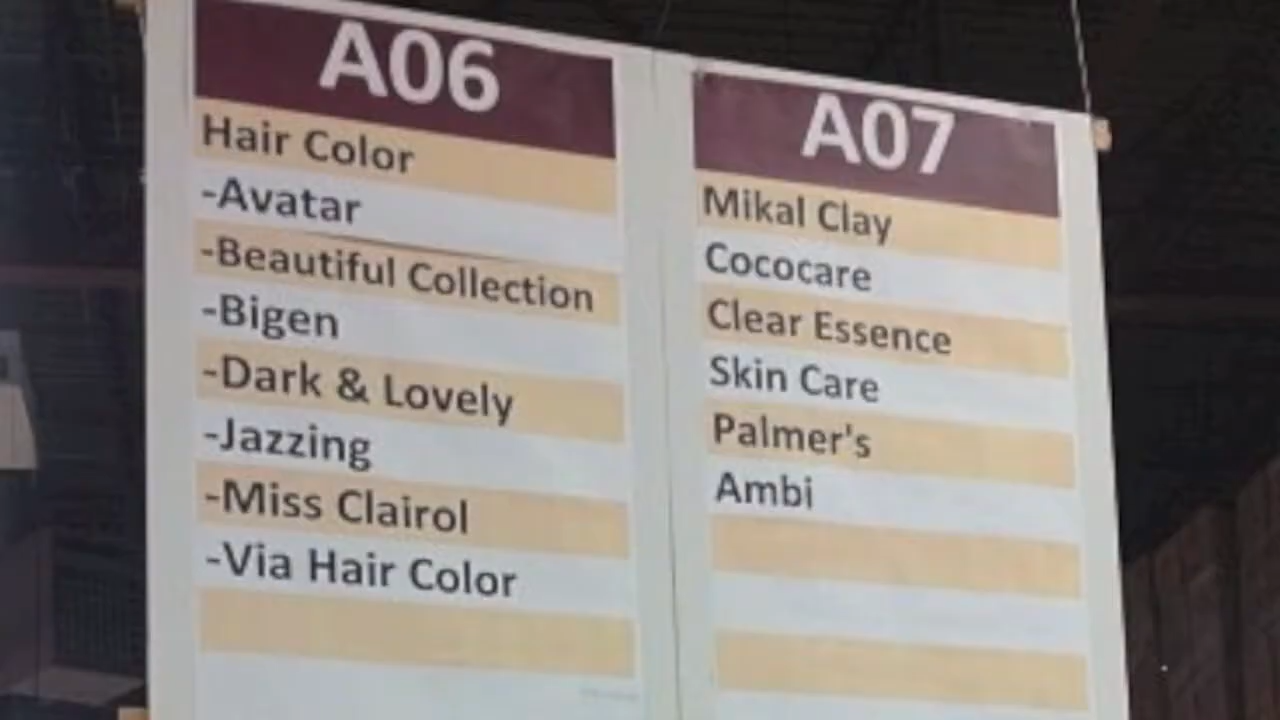 A06
Hair Color
-Avatar
-Beautiful Collection
-Bigen
-Dark & Lovely
-Jazzing
-Miss Clairol
-Via Hair Color
A07
Mikal Clay
Cococare
Clear Essence
Skin Care
Palmer's
Ambi